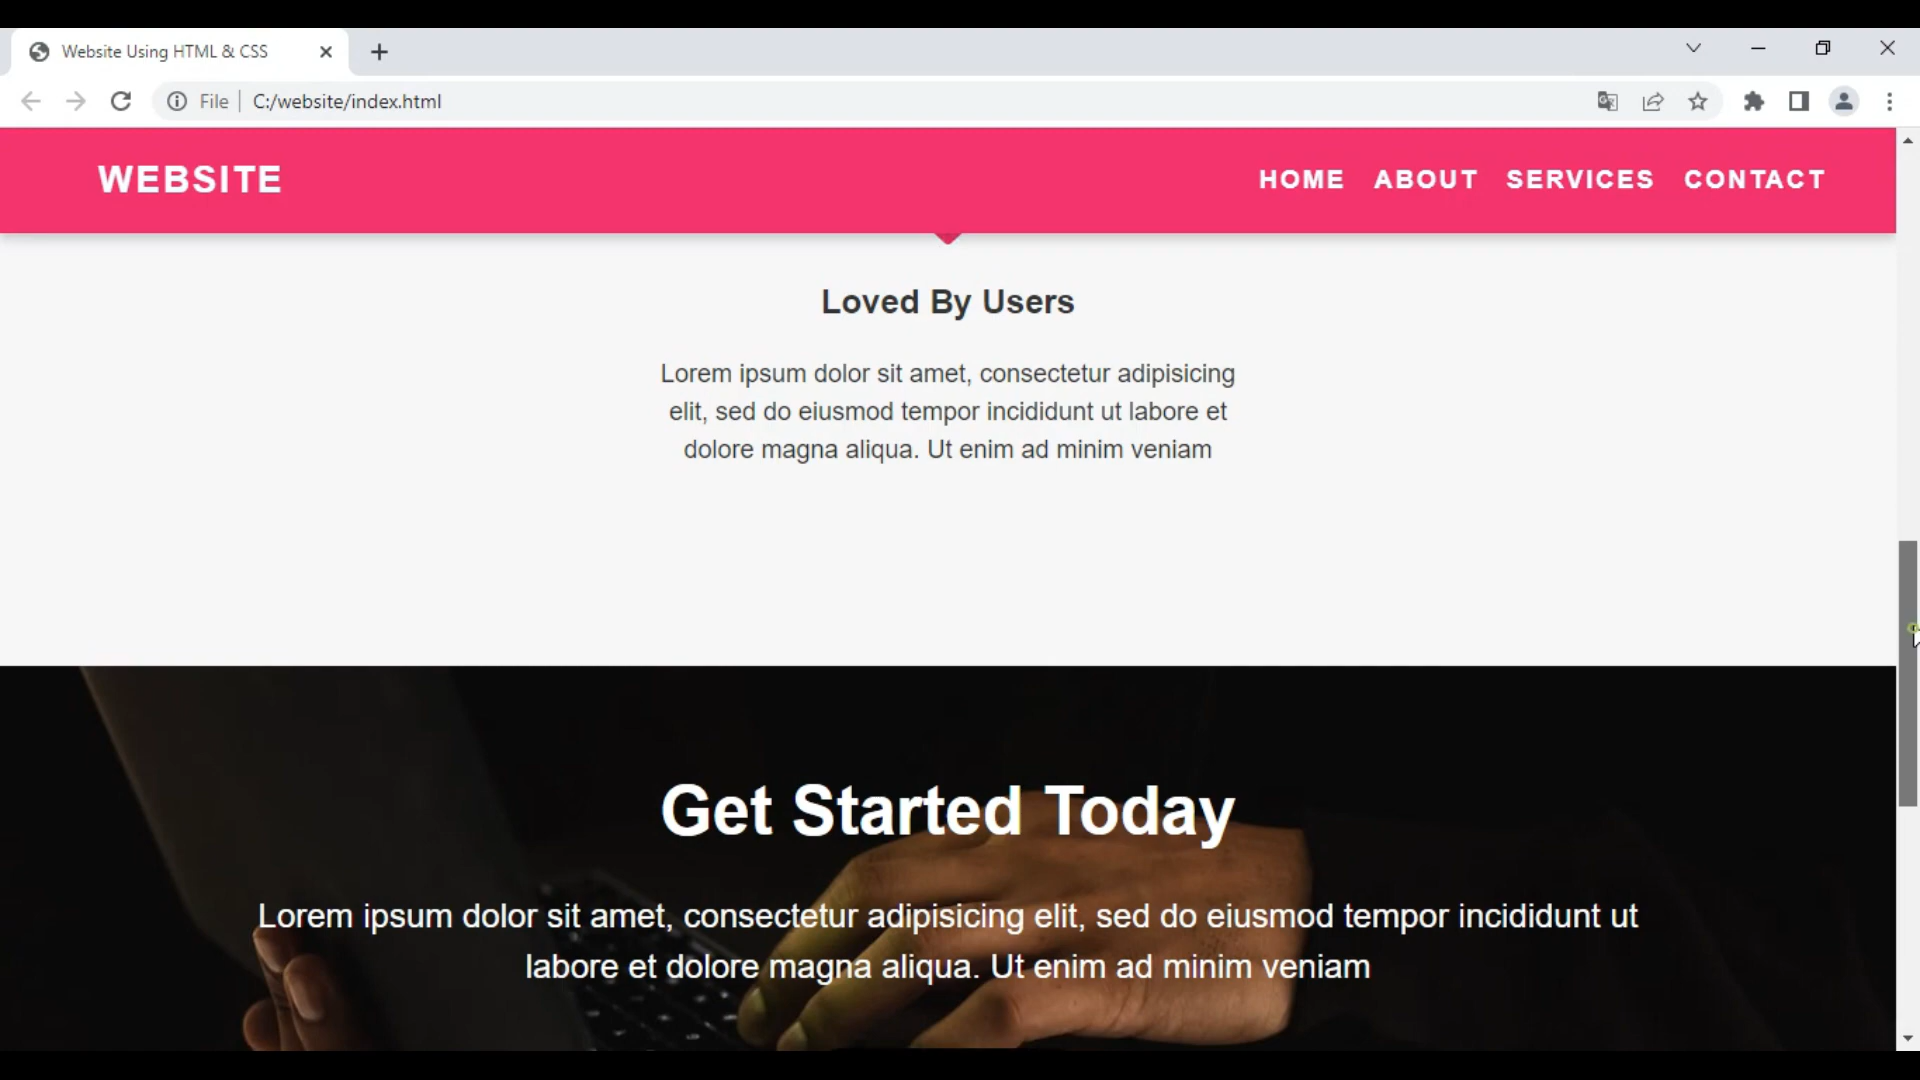 Website Using HTML & CSS
File C:/website/index.html
WEBSITE HOME ABOUT SERVICES CONTACT
Loved By Users
Lorem ipsum dolor sit amet, consectetur adipisicing
elit, sed do eiusmod tempor incididunt ut labore et
dolore magna aliqua. Ut enim ad minim veniam
Get Started Today
Lorem ipsum dolor sit amet, consectetur adipisicing elit, sed do eiusmod tempor incididunt ut
labore et dolore magna aliqua. Ut enim ad minim veniam